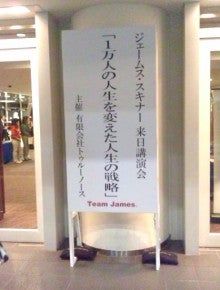 ジェームス・スキナー 来日講演会
「1万人の人生を変えた人生の戦略」
主催 有限会社トゥルーノース
Team James.